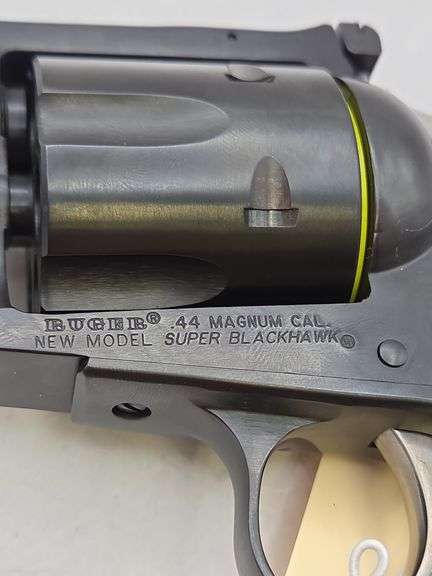 RUGER® .44 MAGNUM CAL.
NEW MODEL SUPER BLACKHAWK®